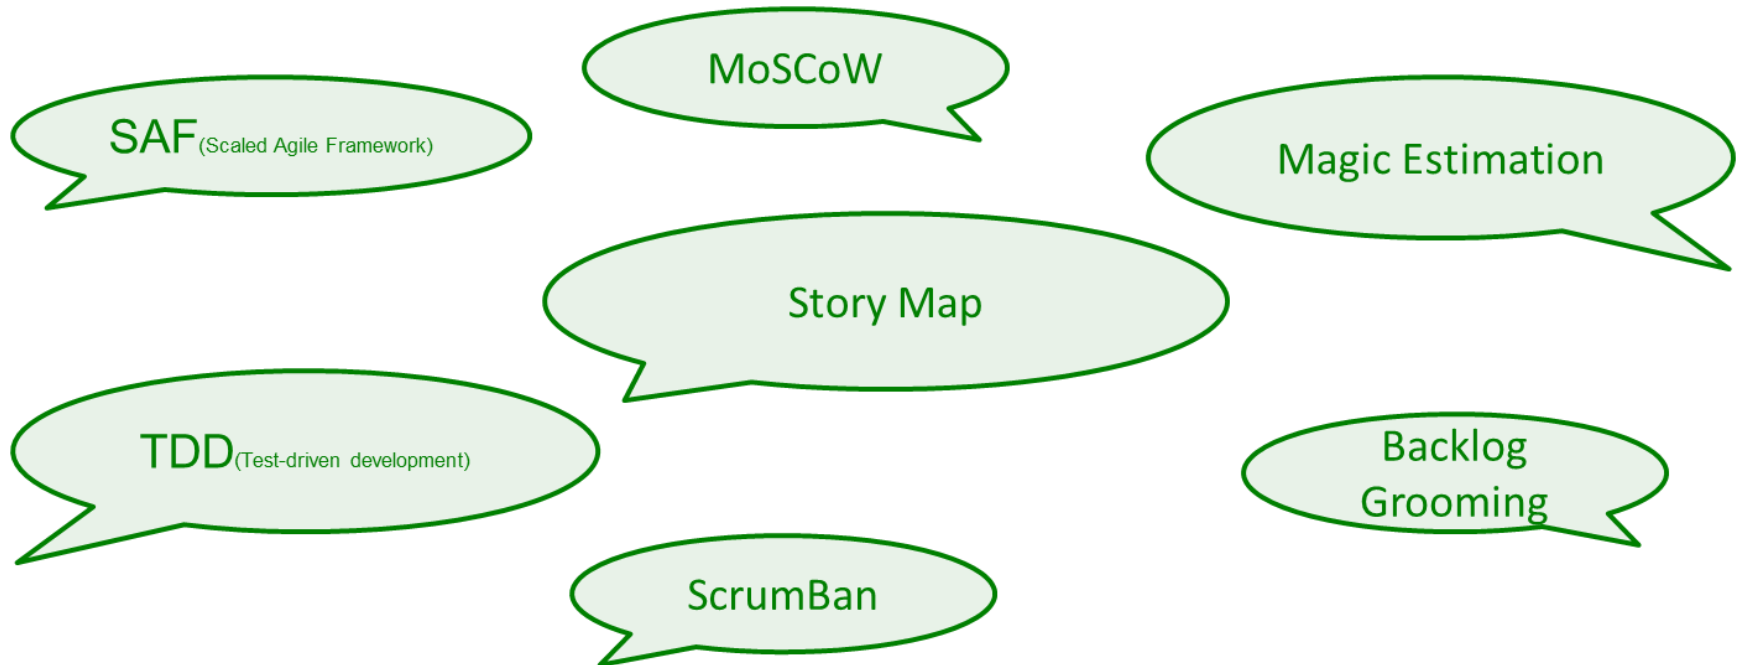 MoSCoW
SAF(Scaled Agile Framework)
Magic Estimation
Story Map
TDD(Test-driven development)
Backlog
Grooming
ScrumBan